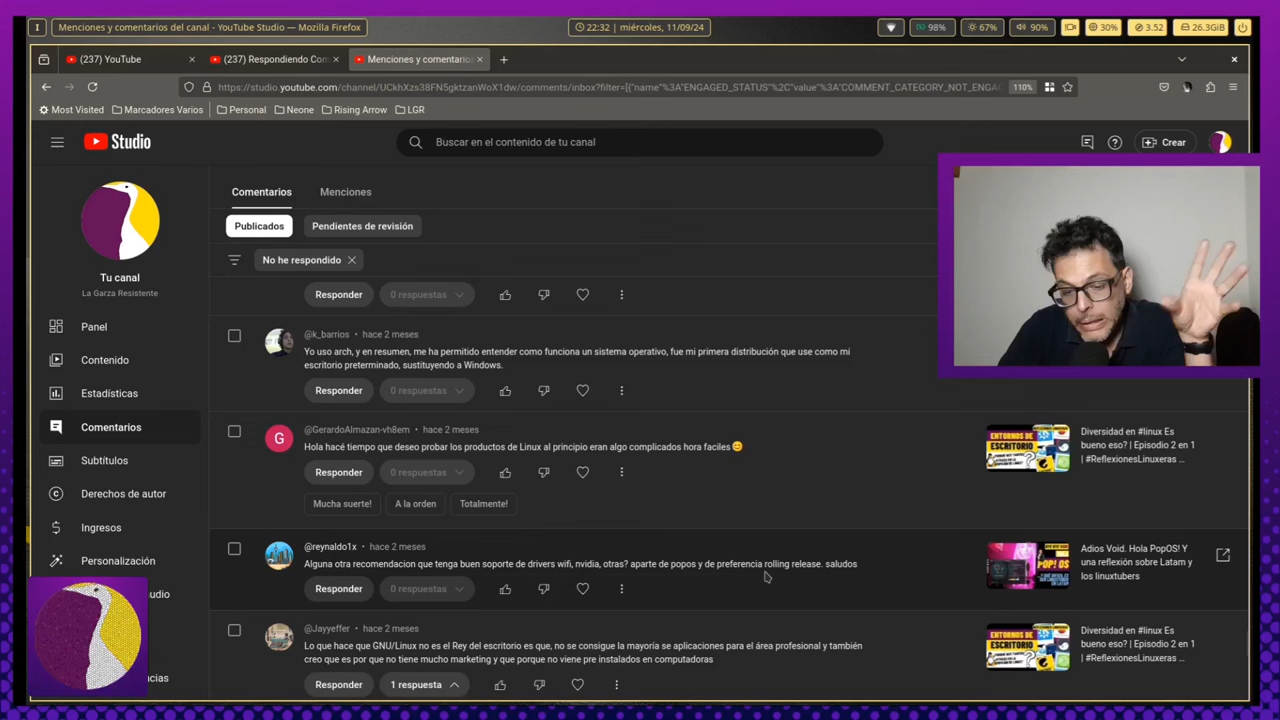 I
Menciones y comentarios del canal - YouTube Studio — Mozilla Firefox
22:32 | miércoles, 11/09/24
98%
67%
90%
30%
3.52
26.3GiB
(237) YouTube
(237) Respondiendo Com
Menciones y comentarios
https://studio.youtube.com/channel/UCkhXzs38FN5gktzanWoX1dw/comments/inbox?filter=[{"name"%3A"ENGAGED_STATUS"%2C"value"%3A"COMMENT_CATEGORY_NOT_ENGA
110%
Most Visited
Marcadores Varios
Personal
Neone
Rising Arrow
LGR
Studio
Buscar en el contenido de tu canal
Crear
Comentarios
Menciones
Publicados
Pendientes de revisión
No he respondido
Tu canal
La Garza Resistente
Panel
Contenido
Estadísticas
Comentarios
Subtítulos
Derechos de autor
Ingresos
Personalización
Responder
0 respuestas
@k_barrios • hace 2 meses
Yo uso arch, y en resumen, me ha permitido entender como funciona un sistema operativo, fue mi primera distribución que use como mi
escritorio preterminado, sustituyendo a Windows.
Responder
0 respuestas
G
@GerardoAlmazan-vh8em • hace 2 meses
Hola hace tiempo que deseo probar los productos de Linux al principio eran algo complicados hora faciles 😊
Responder
0 respuestas
Mucha suerte!
A la orden
Totalmente!
ENTORNOS DE
ESCRITORIO
Diversidad en #linux Es
bueno eso? | Episodio 2 en 1
| #ReflexionesLinuxeras ...
@reynaldo1x • hace 2 meses
Alguna otra recomendacion que tenga buen soporte de drivers wifi, nvidia, otras? aparte de popos y de preferencia rolling release. saludos
Responder
0 respuestas
Adios Void. Hola PopOS! Y
una reflexión sobre Latam y
los linuxtubers
@Jayyeffer • hace 2 meses
Lo que hace que GNU/Linux no es el Rey del escritorio es que, no se consigue la mayoría se aplicaciones para el área profesional y también
creo que es por que no tiene mucho marketing y que porque no viene pre instalados en computadoras
Responder
1 respuesta
ENTORNOS DE
ESCRITORIO
Diversidad en #linux Es
bueno eso? | Episodio 2 en 1
| #ReflexionesLinuxeras ...